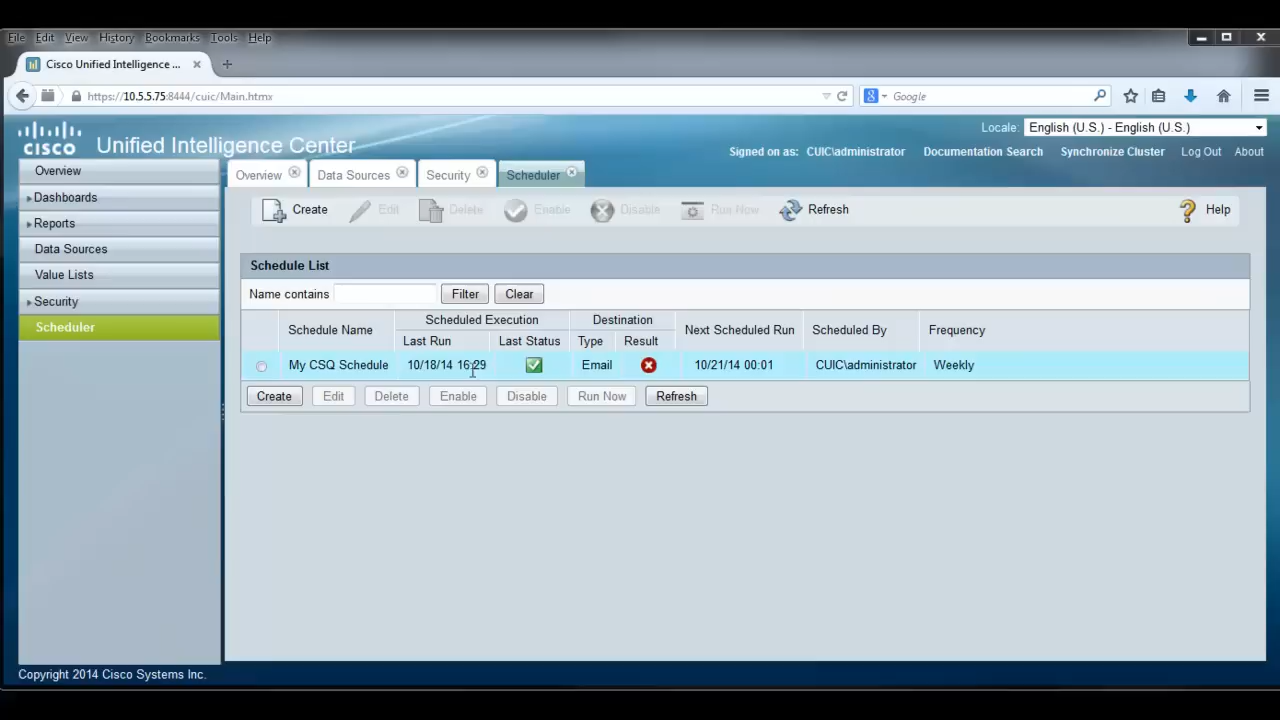 File Edit View History Bookmarks Tools Help
Cisco Unified Intelligence ...
https://10.5.5.75:8444/cuic/Main.htmx
Google
Locale: English (U.S.) - English (U.S.)
CISCO Unified Intelligence Center
Signed on as: CUIC\administrator Documentation Search Synchronize Cluster Log Out About
Overview
Dashboards
Reports
Data Sources
Value Lists
Security
Scheduler
Overview Data Sources Security Scheduler
Create Edit Delete Enable Disable Run Now Refresh Help
Schedule List
Name contains Filter Clear
Scheduled Execution Destination
Schedule Name Next Scheduled Run Scheduled By Frequency
Last Run Last Status Type Result
My CSQ Schedule 10/18/14 16:29 Email 10/21/14 00:01 CUIC\administrator Weekly
Create Edit Delete Enable Disable Run Now Refresh
Copyright 2014 Cisco Systems Inc.